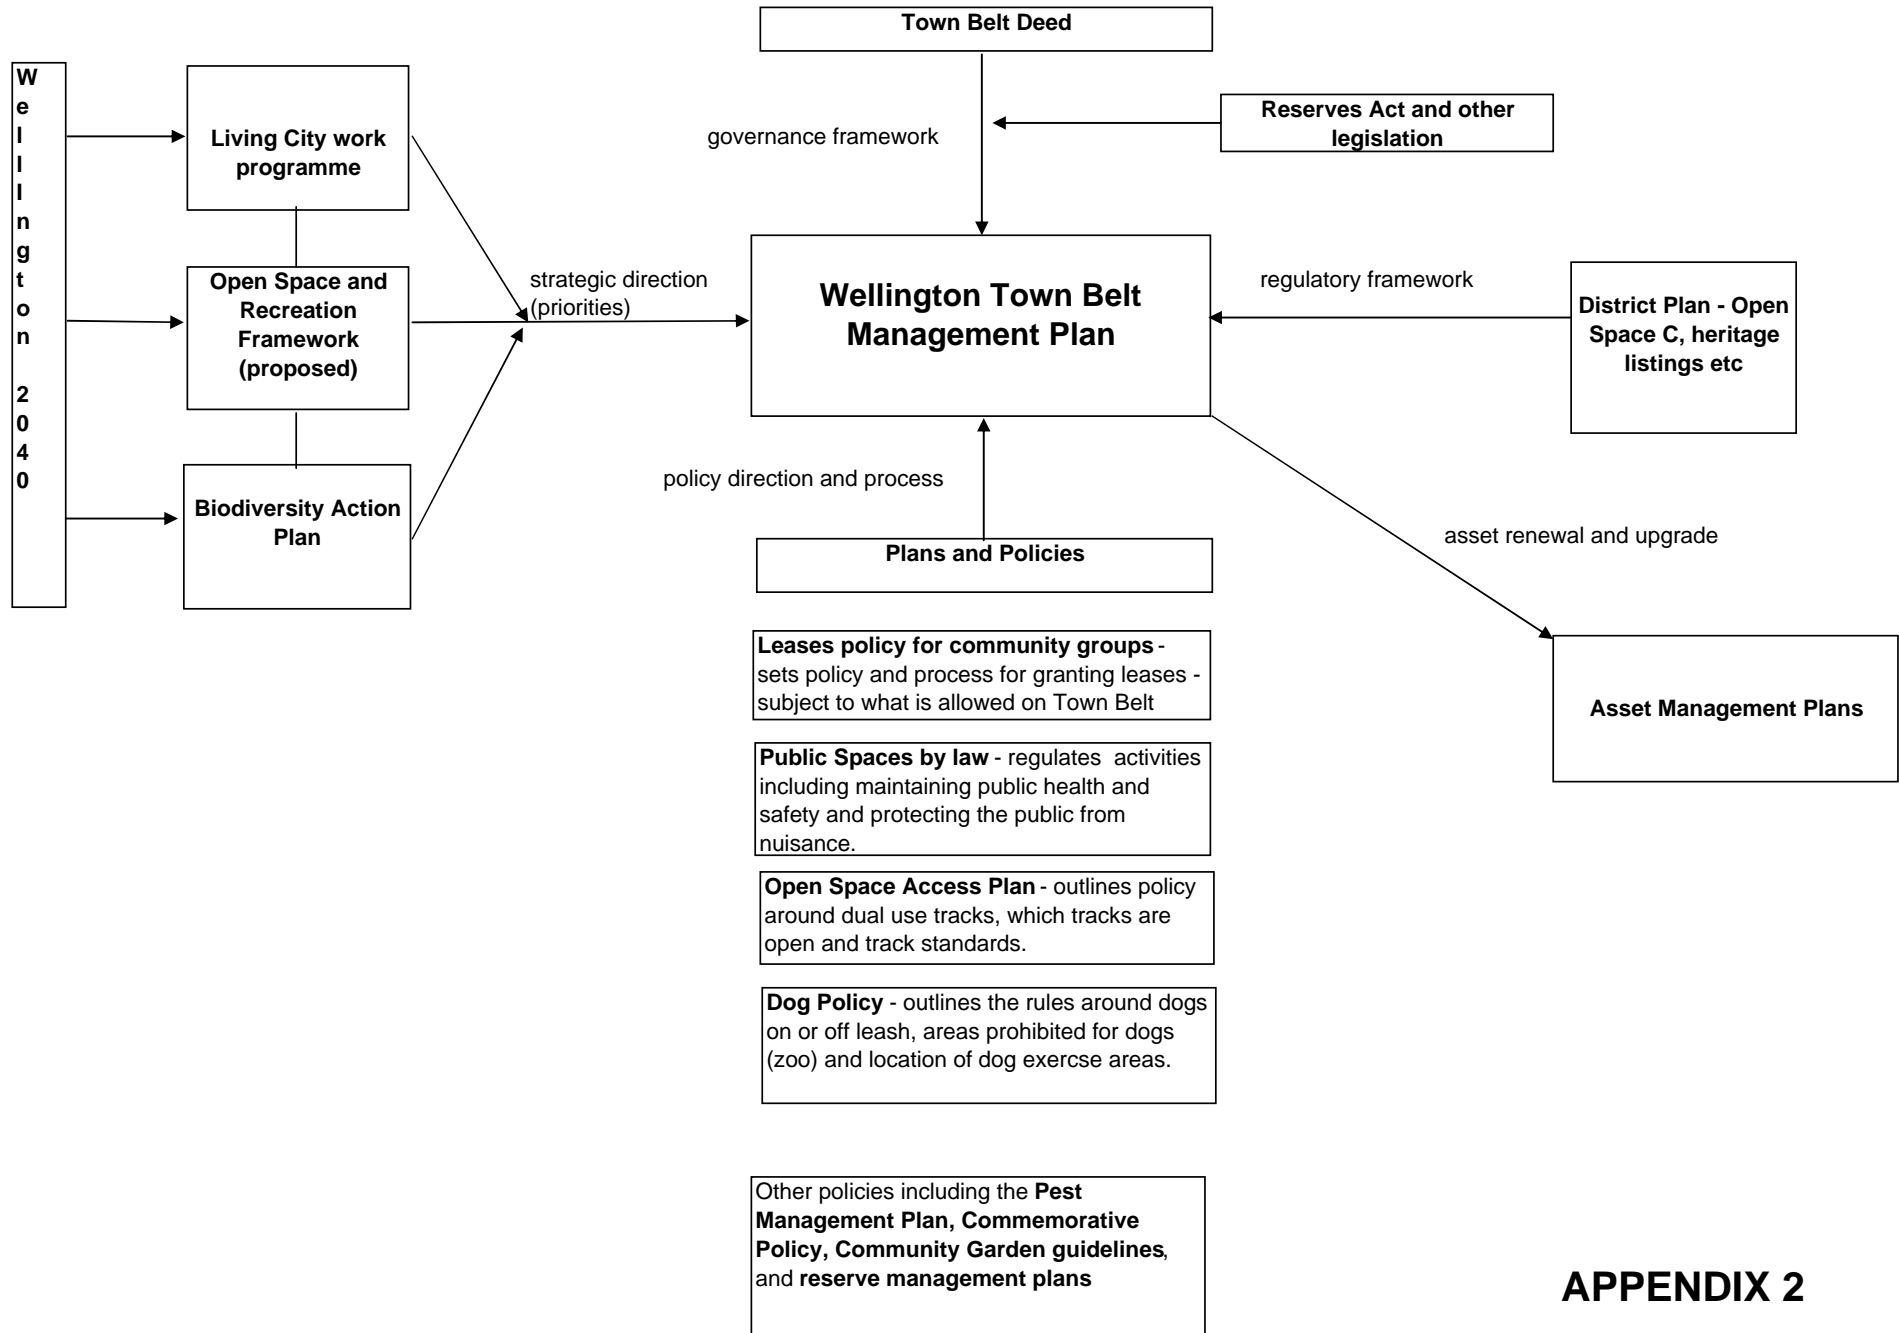 Town Belt Deed
WellIngton 2040
Living City work
programme
governance framework
Reserves Act and other
legislation
Open Space and
Recreation
Framework
(proposed)
strategic direction
(priorities)
Wellington Town Belt
Management Plan
regulatory framework
District Plan - Open
Space C, heritage
listings etc
Biodiversity Action
Plan
policy direction and process
Plans and Policies
asset renewal and upgrade
Asset Management Plans
Leases policy for community groups -
sets policy and process for granting leases -
subject to what is allowed on Town Belt
Public Spaces by law - regulates activities
including maintaining public health and
safety and protecting the public from
nuisance.
Open Space Access Plan - outlines policy
around dual use tracks, which tracks are
open and track standards.
Dog Policy - outlines the rules around dogs
on or off leash, areas prohibited for dogs
(zoo) and location of dog exercse areas.
Other policies including the Pest
Management Plan, Commemorative
Policy, Community Garden guidelines,
and reserve management plans
APPENDIX 2